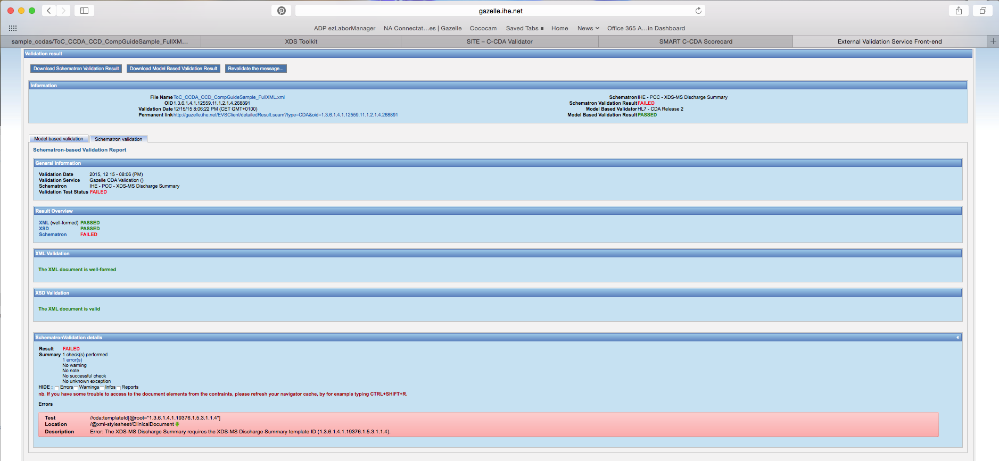 gazelle.ihe.net
ADP ezLaborManager NA Connectat...es | Gazelle Cococam Saved Tabs Home News Office 365 A...in Dashboard
sample_ccdas/ToC_CCDA_CCD_CompGuideSample_FullXM... XDS Toolkit SITE – C-CDA Validator SMART C-CDA Scorecard External Validation Service Front-end
Validation result
Download Schematron Validation Result Download Model Based Validation Result Revalidate the message...
Information
File Name ToC_CCDA_CCD_CompGuideSample_FullXML.xml Schematron IHE - PCC - XDS-MS Discharge Summary
OID 1.3.6.1.4.1.12559.11.1.2.1.4.268891 Schematron Validation Result FAILED
Validation Date 12/15/15 8:06:22 PM (CET GMT+0100) Model Based Validator HL7 - CDA Release 2
Permanent link http://gazelle.ihe.net/EVSClient/detailedResult.seam?type=CDA&oid=1.3.6.1.4.1.12559.11.1.2.1.4.268891 Model Based Validation Result PASSED
Model based validation Schematron validation
Schematron-based Validation Report
General Information
Validation Date 2015, 12 15 - 08:06 (PM)
Validation Service Gazelle CDA Validation ()
Schematron IHE - PCC - XDS-MS Discharge Summary
Validation Test Status FAILED
Result Overview
XML (well-formed) PASSED
XSD PASSED
Schematron FAILED
XML Validation
The XML document is well-formed
XSD Validation
The XML document is valid
SchematronValidation details «
Result FAILED
Summary 1 check(s) performed
1 error(s)
No warning
No note
No successful check
No unknown exception
HIDE : Errors Warnings Infos Reports
nb. If you have some trouble to access to the document elements from the contraints, please refresh your navigator cache, by for example typing CTRL+SHIFT+R.
Errors
Test //cda:templateId[@root="1.3.6.1.4.1.19376.1.5.3.1.1.4"]
Location /@xml-stylesheet/ClinicalDocument
Description Error: The XDS-MS Discharge Summary requires the XDS-MS Discharge Summary template ID (1.3.6.1.4.1.19376.1.5.3.1.1.4).